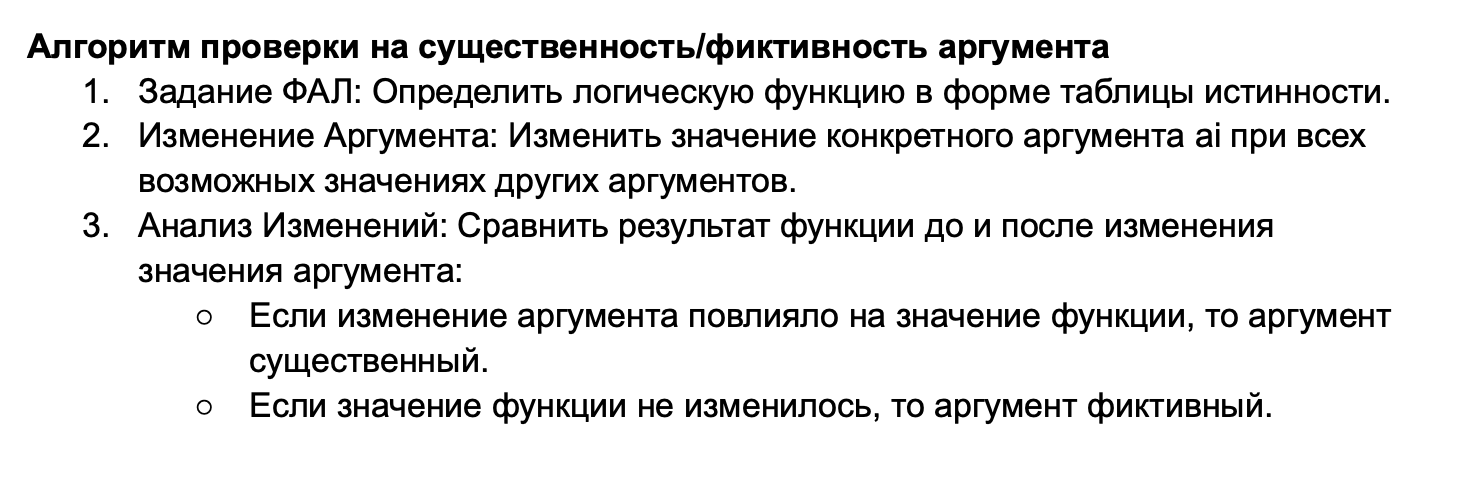 Алгоритм проверки на существенность/фиктивность аргумента
1. Задание ФАЛ: Определить логическую функцию в форме таблицы истинности.
2. Изменение Аргумента: Изменить значение конкретного аргумента ai при всех
возможных значениях других аргументов.
3. Анализ Изменений: Сравнить результат функции до и после изменения
значения аргумента:
○ Если изменение аргумента повлияло на значение функции, то аргумент
существенный.
○ Если значение функции не изменилось, то аргумент фиктивный.